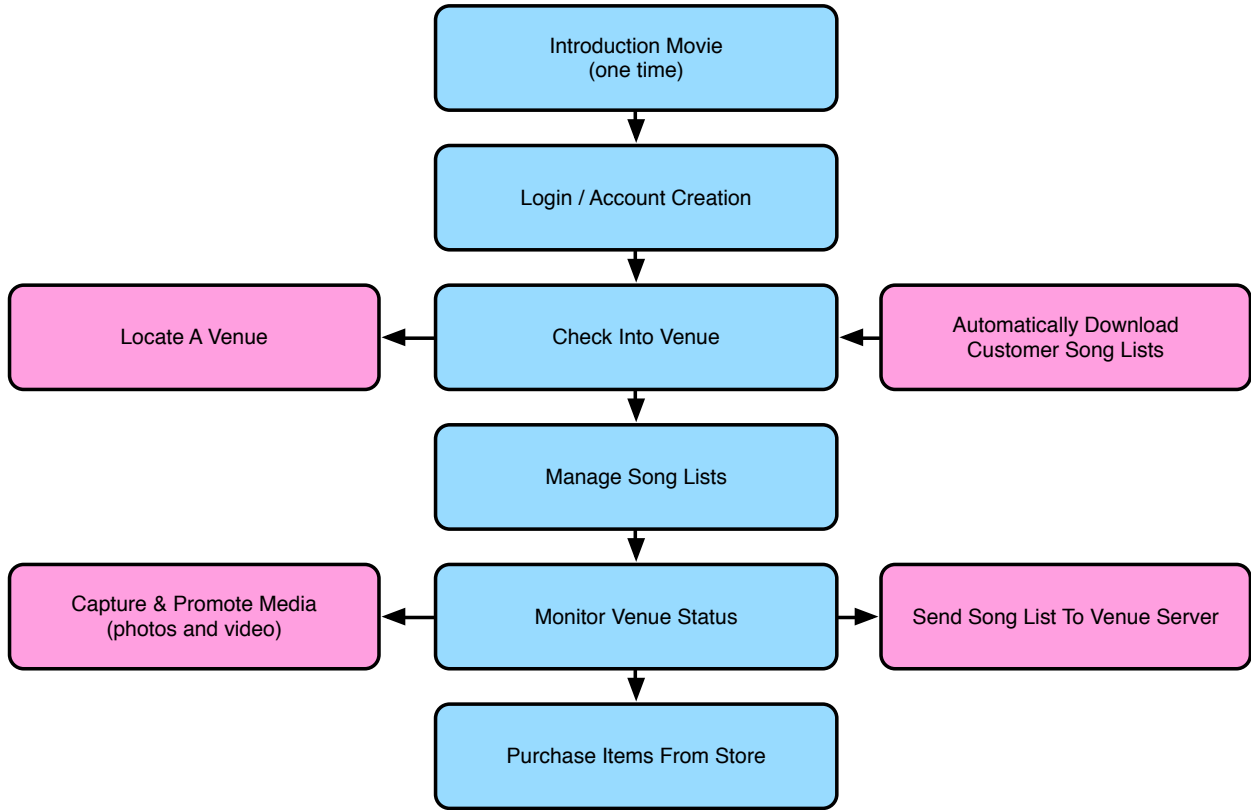 Introduction Movie
(one time)
Login / Account Creation
Locate A Venue
Check Into Venue
Automatically Download
Customer Song Lists
Manage Song Lists
Capture & Promote Media
(photos and video)
Monitor Venue Status
Send Song List To Venue Server
Purchase Items From Store